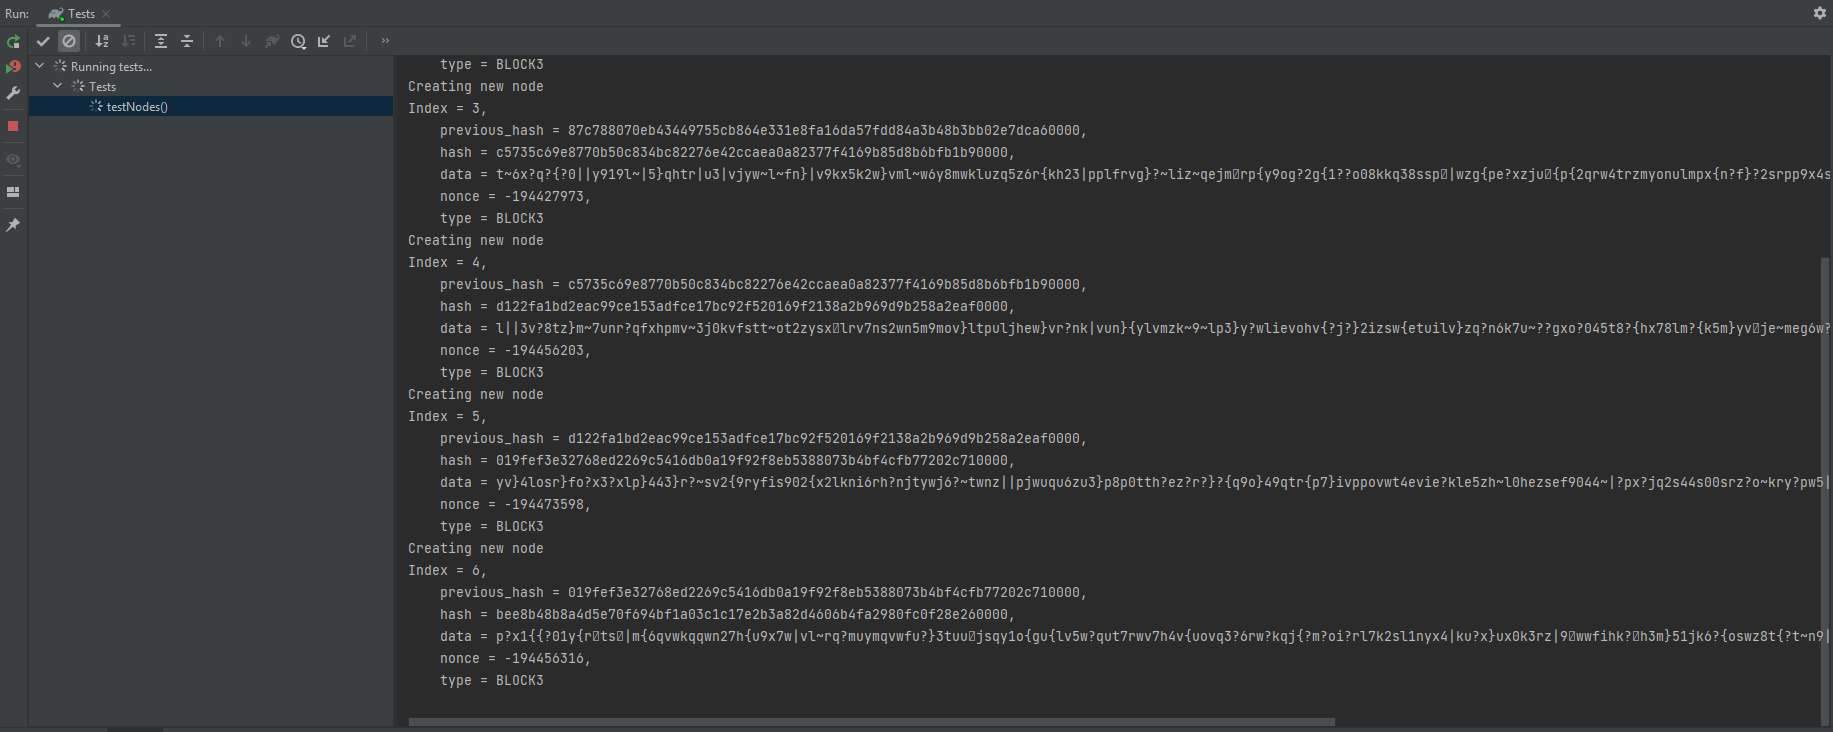 Run: Tests
Running tests...
Tests
testNodes()
type = BLOCK3
Creating new node
Index = 3,
previous_hash = 87c788070eb43449755cb864e331e8fa16da57fdd84a3b48b3bb02e7dca60000,
hash = c5735c69e8770b50c834bc82276e42ccaea0a82377f4169b85d8b6bfb1b90000,
data = t~6x?q?{?0||y919l~|5}qhtr|u3|vjyw~l~fn}|v9kx5k2w}vml~w6y8mwkluzq5z6r{kh23|pplfrvg}?~liz~qejm▯rp{y9og?2g{1??o08kkq38ssp▯|wzg{pe?xzju▯{p{2qrw4trzmyonulmpx{n?f}?2srpp9x4s
nonce = -194427973,
type = BLOCK3
Creating new node
Index = 4,
previous_hash = c5735c69e8770b50c834bc82276e42ccaea0a82377f4169b85d8b6bfb1b90000,
hash = d122fa1bd2eac99ce153adfce17bc92f520169f2138a2b969d9b258a2eaf0000,
data = l||3v?8tz}m~7unr?qfxhpmv~3j0kvfstt~ot2zysx▯lrv7ns2wn5m9mov}ltpuljhew}vr?nk|vun}{ylvmzk~9~lp3}y?wlievohv{?j?}2izsw{etuilv}zq?n6k7u~??gxo?045t8?{hx78lm?{k5m}yv▯je~meg6w?
nonce = -194456203,
type = BLOCK3
Creating new node
Index = 5,
previous_hash = d122fa1bd2eac99ce153adfce17bc92f520169f2138a2b969d9b258a2eaf0000,
hash = 019fef3e32768ed2269c5416db0a19f92f8eb5388073b4bf4cfb77202c710000,
data = yv}4losr}fo?x3?xlp}443}r?~sv2{9ryfis902{x2lkni6rh?njtywj6?~twnz||pjwuqu6zu3}p8p0tth?ez?r?}?{q9o}49qtr{p7}ivppovwt4evie?kle5zh~l0hezsef9044~|?px?jq2s44s00srz?o~kry?pw5|
nonce = -194473598,
type = BLOCK3
Creating new node
Index = 6,
previous_hash = 019fef3e32768ed2269c5416db0a19f92f8eb5388073b4bf4cfb77202c710000,
hash = bee8b48b8a4d5e70f694bf1a03c1c17e2b3a82d4606b4fa2980fc0f28e260000,
data = p?x1{{?01y{r▯ts▯|m{6qvwkqqwn27h{u9x7w|vl~rq?muymqvwfu?}3tuu▯jsqy1o{gu{lv5w?qut7rwv7h4v{uovq3?6rw?kqj{?m?oi?rl7k2sl1nyx4|ku?x}ux0k3rz|9▯wwfihk?▯h3m}51jk6?{oswz8t{?t~n9|
nonce = -194456316,
type = BLOCK3